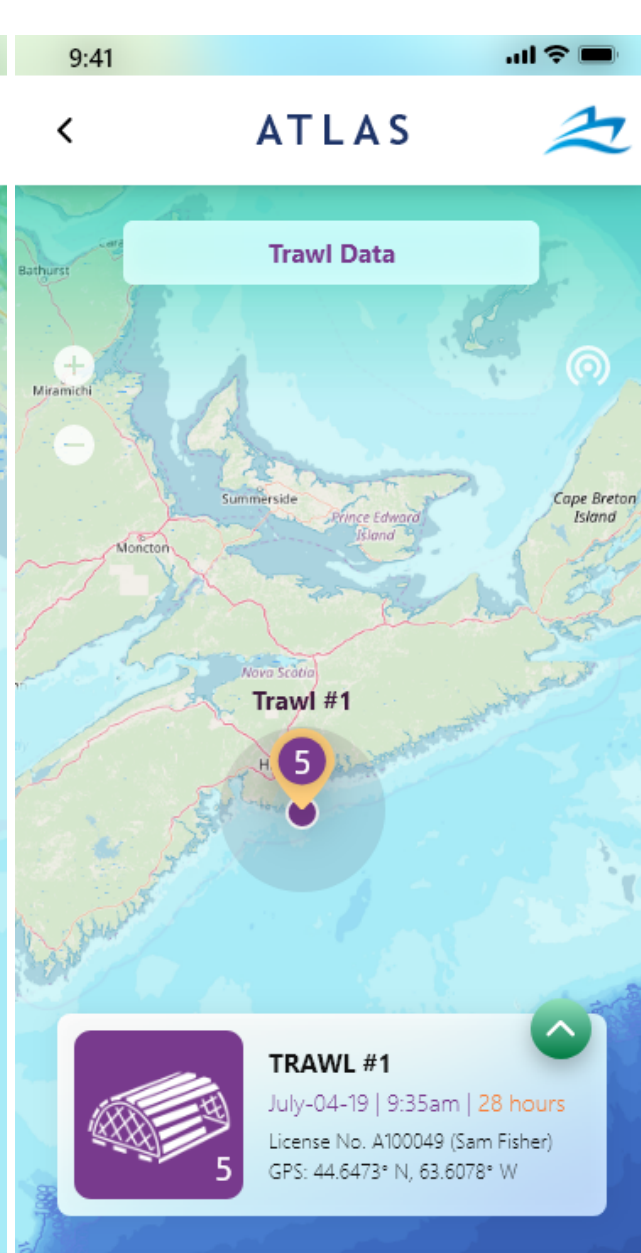 9:41
ATLAS
Trawl Data
Bathurst
Miramichi
Summerside
Prince Edward
Island
Cape Breton
Island
Moncton
Nova Scotia
Trawl #1
5
TRAWL #1
July-04-19 | 9:35am | 28 hours
License No. A100049 (Sam Fisher)
5
GPS: 44.6473° N, 63.6078° W